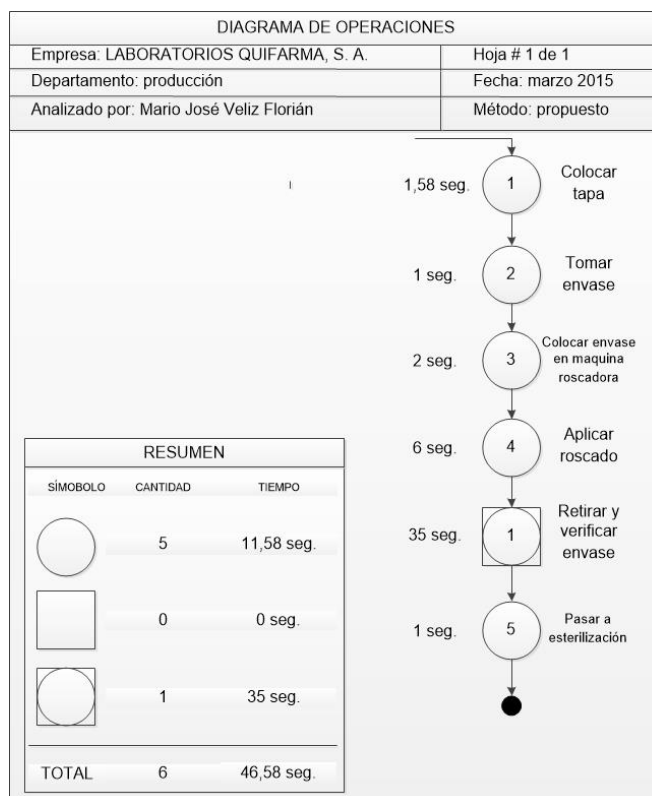 DIAGRAMA DE OPERACIONES
Empresa: LABORATORIOS QUIFARMA, S. A.
Hoja # 1 de 1
Departamento: producción
Fecha: marzo 2015
Analizado por: Mario José Veliz Florián
Método: propuesto
1,58 seg.
1
Colocar
tapa
1 seg.
2
Tomar
envase
2 seg.
3
Colocar envase
en maquina
roscadora
6 seg.
4
Aplicar
roscado
35 seg.
1
Retirar y
verificar
envase
1 seg.
5
Pasar a
esterilización
RESUMEN
SÍMOBOLO CANTIDAD TIEMPO
5 11,58 seg.
0 0 seg.
1 35 seg.
TOTAL 6 46,58 seg.